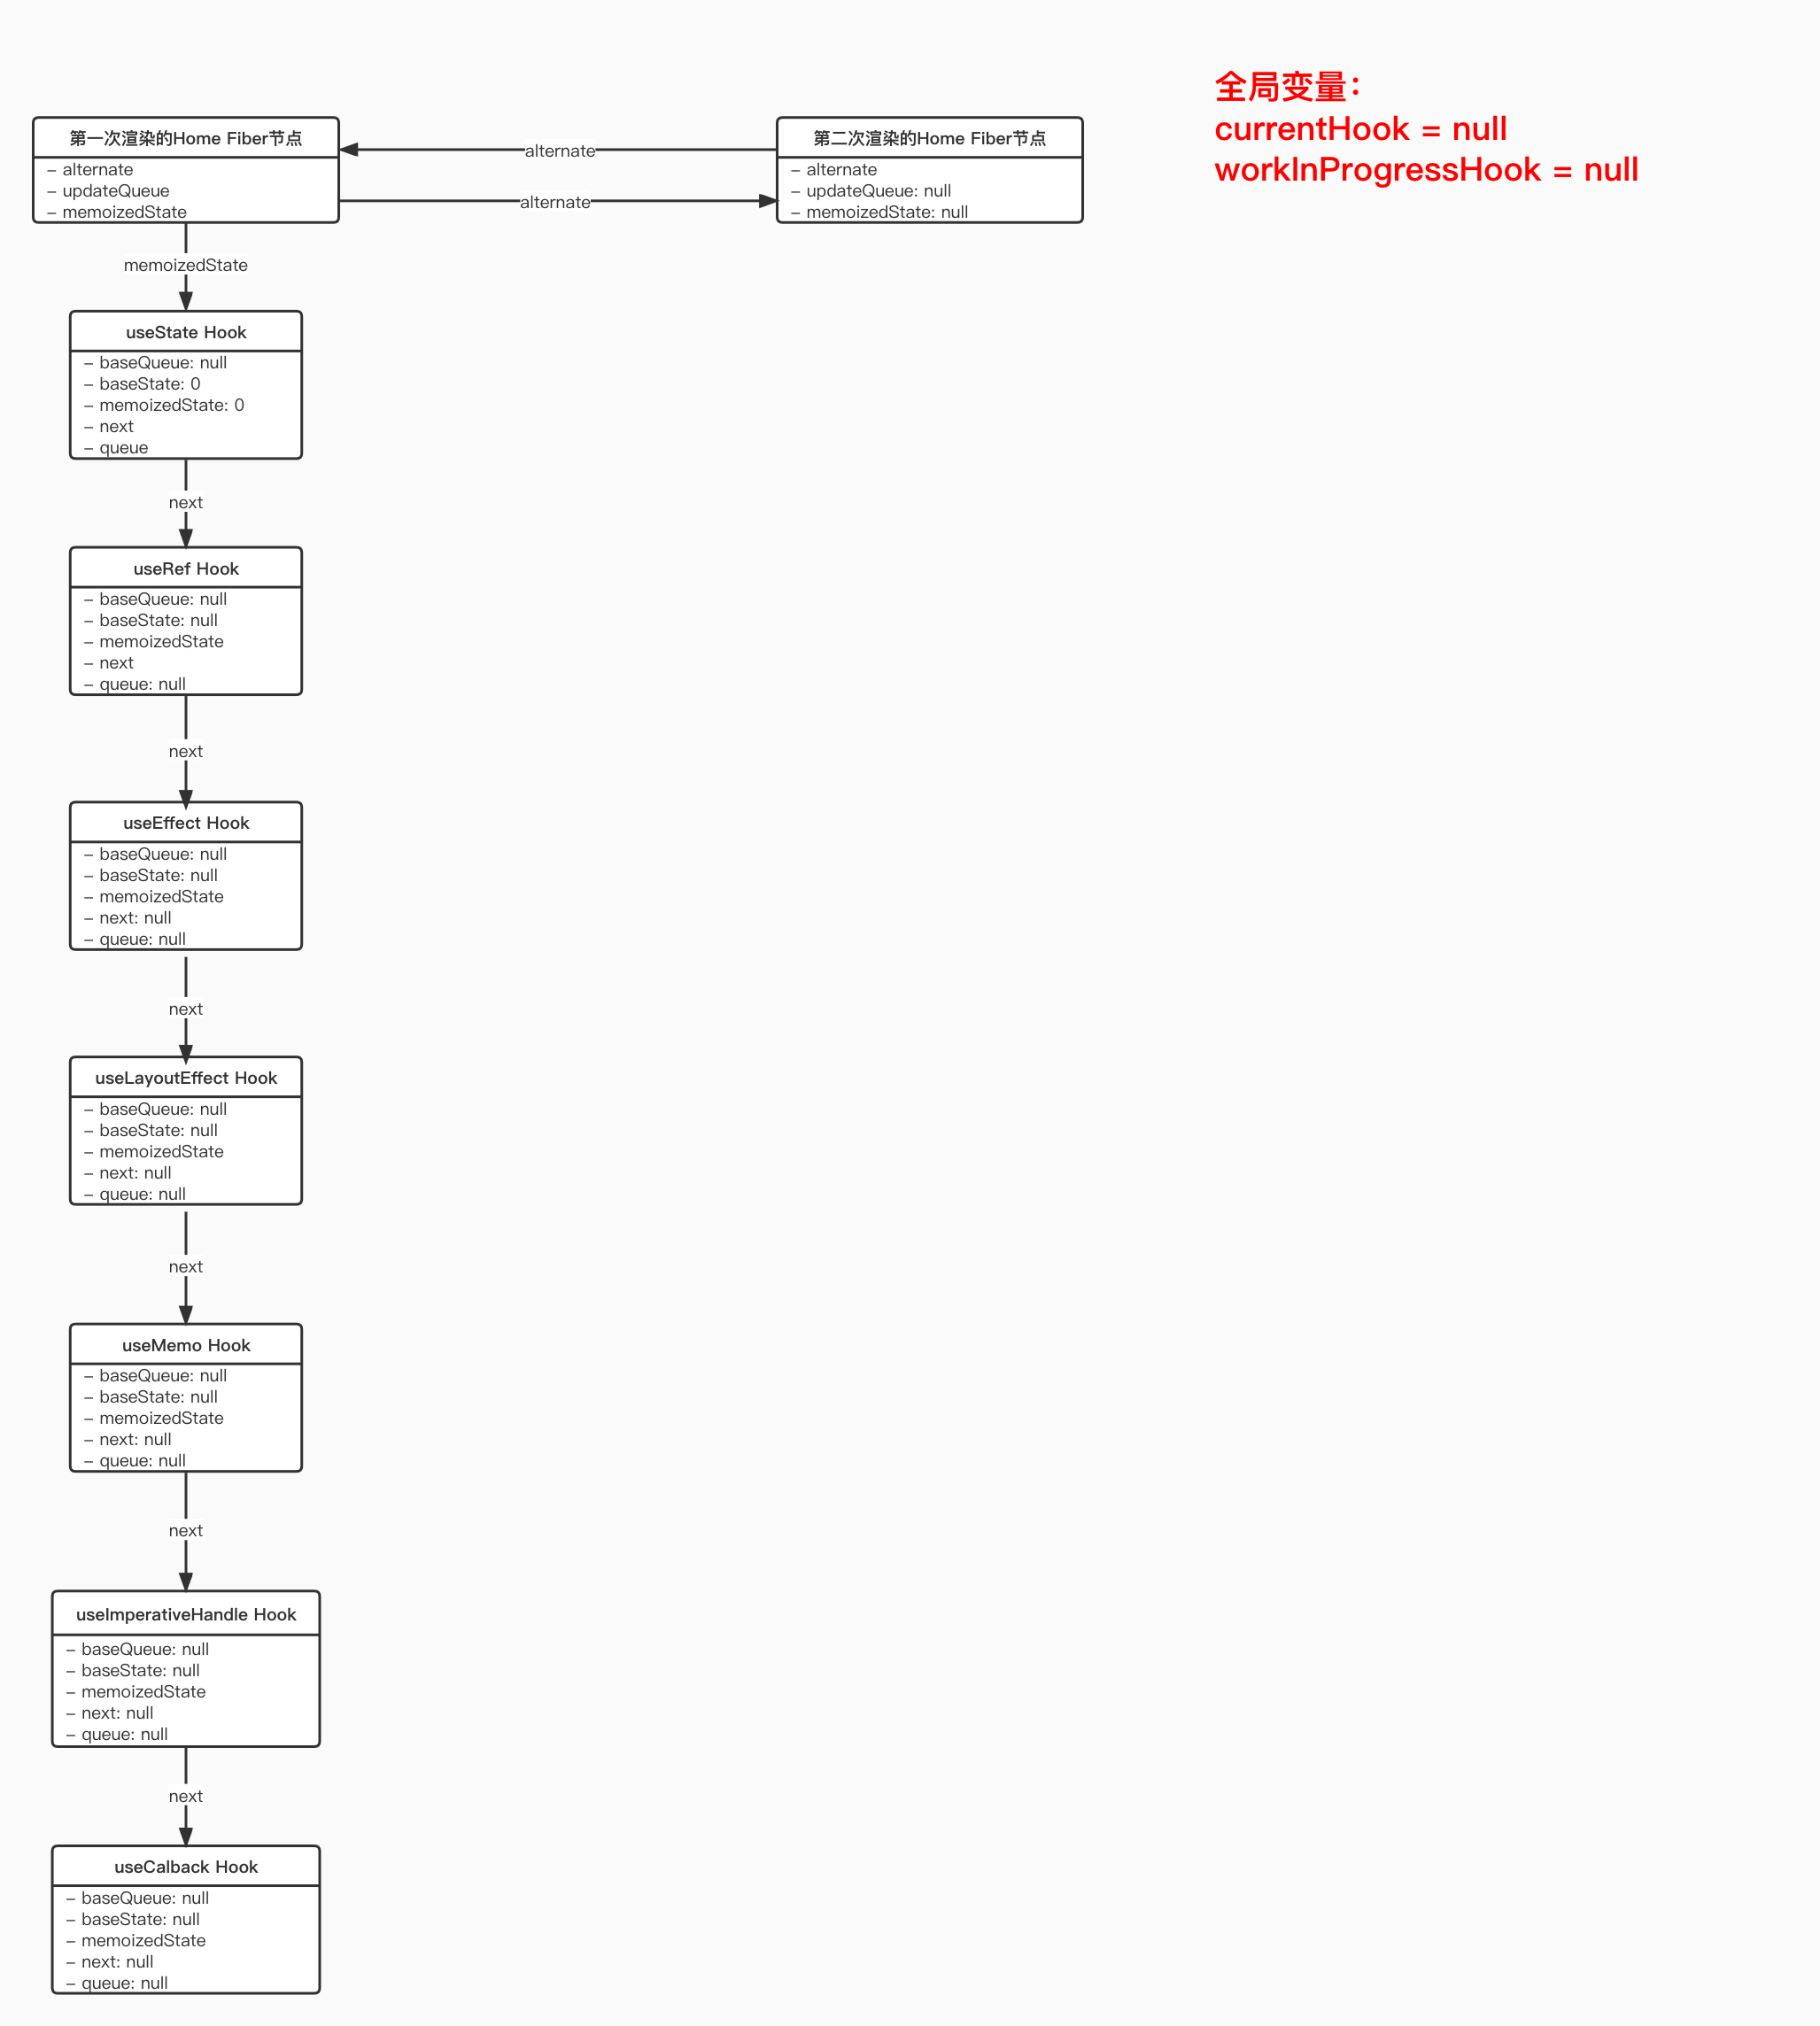 全局变量：
currentHook = null
workInProgressHook = null
第一次渲染的Home Fiber节点
– alternate
– updateQueue
– memoizedState
alternate
alternate
第二次渲染的Home Fiber节点
– alternate
– updateQueue: null
– memoizedState: null
memoizedState
useState Hook
– baseQueue: null
– baseState: 0
– memoizedState: 0
– next
– queue
next
useRef Hook
– baseQueue: null
– baseState: null
– memoizedState
– next
– queue: null
next
useEffect Hook
– baseQueue: null
– baseState: null
– memoizedState
– next: null
– queue: null
next
useLayoutEffect Hook
– baseQueue: null
– baseState: null
– memoizedState
– next: null
– queue: null
next
useMemo Hook
– baseQueue: null
– baseState: null
– memoizedState
– next: null
– queue: null
next
useImperativeHandle Hook
– baseQueue: null
– baseState: null
– memoizedState
– next: null
– queue: null
next
useCalback Hook
– baseQueue: null
– baseState: null
– memoizedState
– next: null
– queue: null